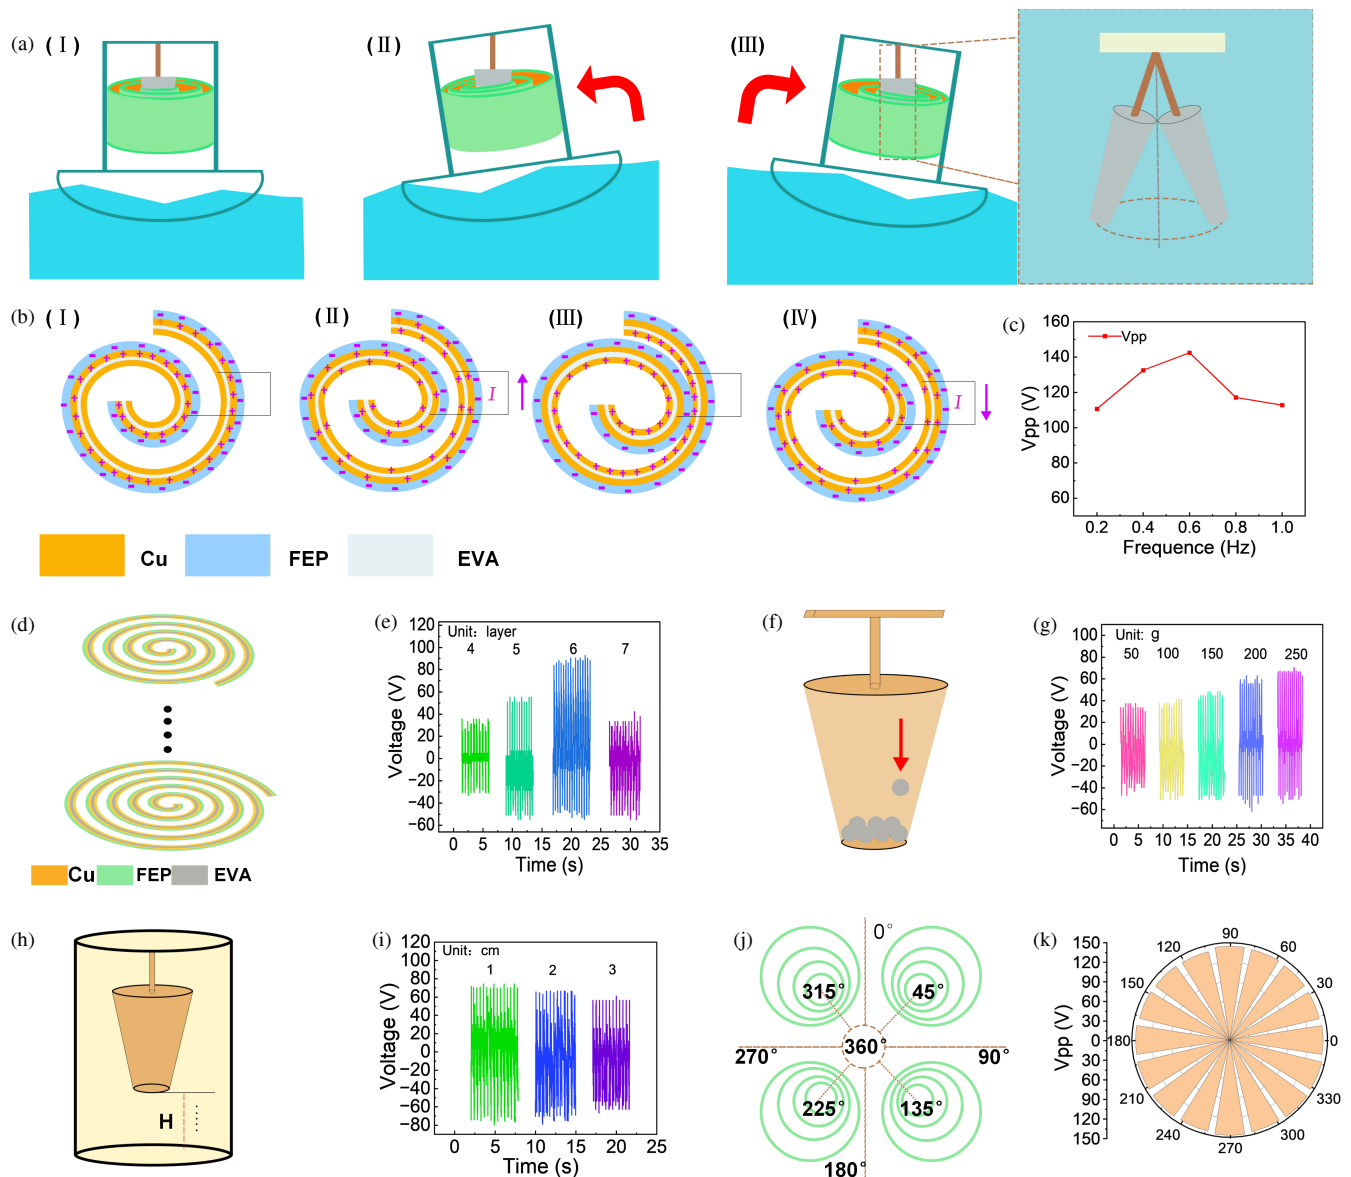 (a) (Ⅰ) (Ⅱ) (Ⅲ)
(b) (Ⅰ) (Ⅱ) (Ⅲ) (Ⅳ)
I
I
Cu FEP EVA
(c)
Vpp
Vpp (V)
160
140
120
100
80
60
0.2 0.4 0.6 0.8 1.0
Frequence (Hz)
(d)
Cu FEP EVA
(e)
Unit: layer
4 5 6 7
Voltage (V)
120
100
80
60
40
20
0
−20
−40
−60
0 5 10 15 20 25 30 35
Time (s)
(f)
(g)
Unit: g
50 100 150 200 250
Voltage (V)
100
80
60
40
20
0
−20
−40
−60
0 5 10 15 20 25 30 35 40
Time (s)
(h)
H
(i)
Unit: cm
1 2 3
Voltage (V)
120
100
80
60
40
20
0
−20
−40
−60
−80
0 5 10 15 20 25
Time (s)
(j)
0°
315° 45°
270° 360° 90°
225° 135°
180°
(k)
Vpp (V)
150
120
90
60
30
0
30
60
90
120
150
90
120 60
150 30
180 0
210 330
240 300
270